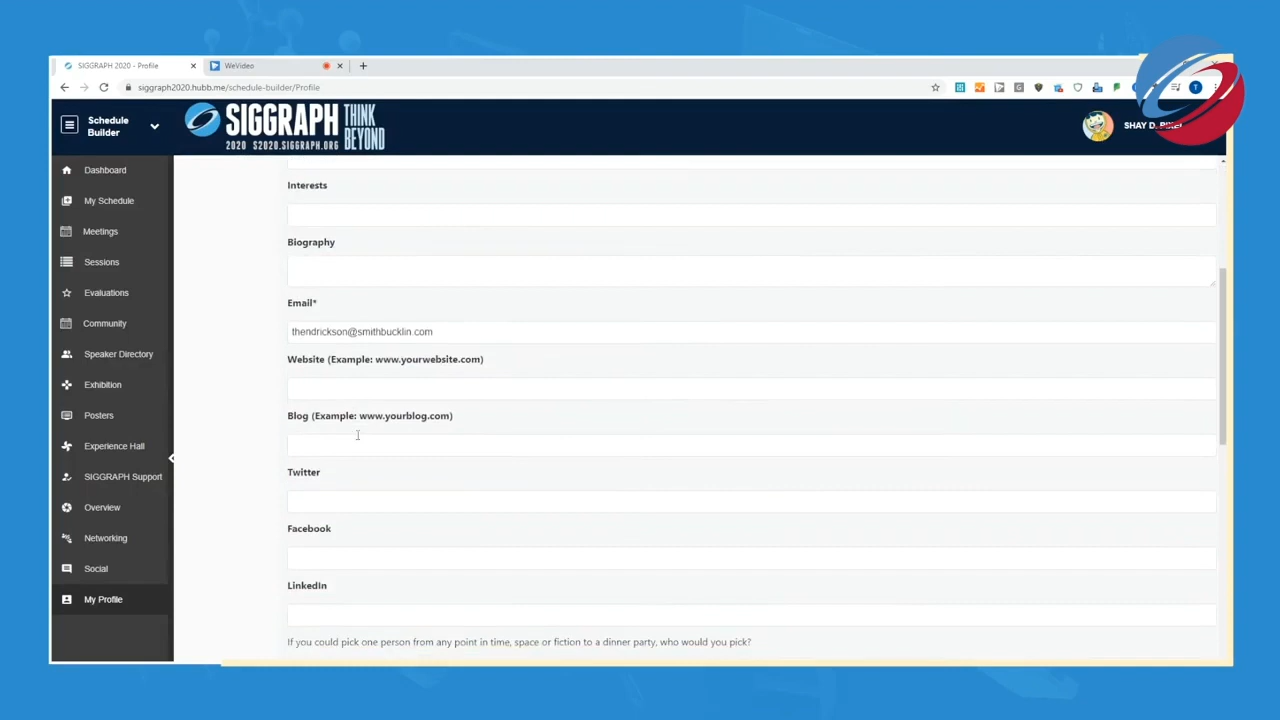 SIGGRAPH 2020 - Profile
WeVideo
siggraph2020.hubb.me/schedule-builder/Profile
Schedule
Builder
SIGGRAPH THINK
BEYOND
2020 S2020.SIGGRAPH.ORG
SHAY D. PIXEL
Dashboard
My Schedule
Meetings
Sessions
Evaluations
Community
Speaker Directory
Exhibition
Posters
Experience Hall
SIGGRAPH Support
Overview
Networking
Social
My Profile
Interests
Biography
Email*
thendrickson@smithbucklin.com
Website (Example: www.yourwebsite.com)
Blog (Example: www.yourblog.com)
Twitter
Facebook
LinkedIn
If you could pick one person from any point in time, space or fiction to a dinner party, who would you pick?